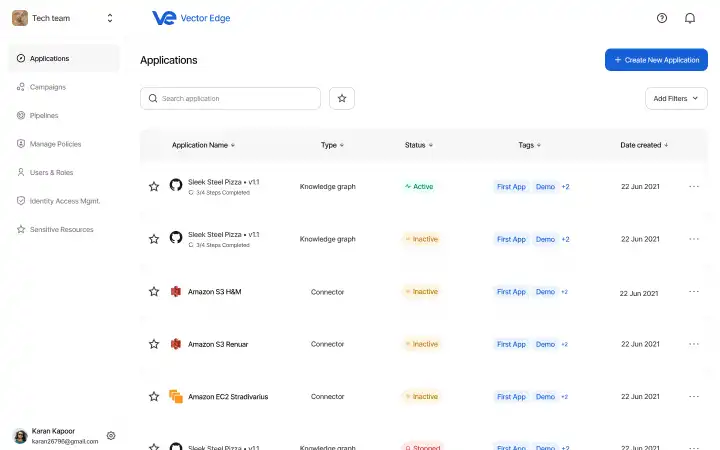 Tech team
Vector Edge
Applications
Campaigns
Pipelines
Manage Policies
Users & Roles
Identity Access Mgmt.
Sensitive Resources
Karan Kapoor
karan26796@gmail.com
Applications
Create New Application
Search application
Add Filters
Application Name Type Status Tags Date created
Sleek Steel Pizza • v1.1 Knowledge graph Active First App Demo +2 22 Jun 2021
3/4 Steps Completed
Sleek Steel Pizza • v1.1 Knowledge graph Inactive First App Demo +2 22 Jun 2021
3/4 Steps Completed
Amazon S3 H&M Connector Inactive First App Demo +2 22 Jun 2021
Amazon S3 Renuar Connector Inactive First App Demo +2 22 Jun 2021
Amazon EC2 Stradivarius Connector Inactive First App Demo +2 22 Jun 2021
Sleek Steel Pizza • v1.1 Knowledge graph Stopped First App Demo +2 22 Jun 2021